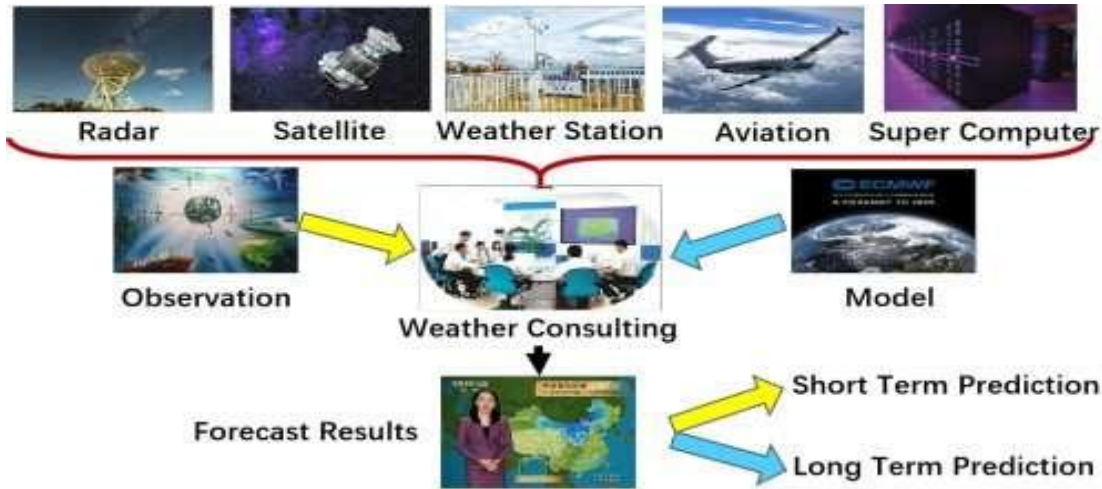 Radar
Satellite
Weather Station
Aviation
Super Computer
ECMWF
Observation
Model
Weather Consulting
Short Term Prediction
Forecast Results
Long Term Prediction